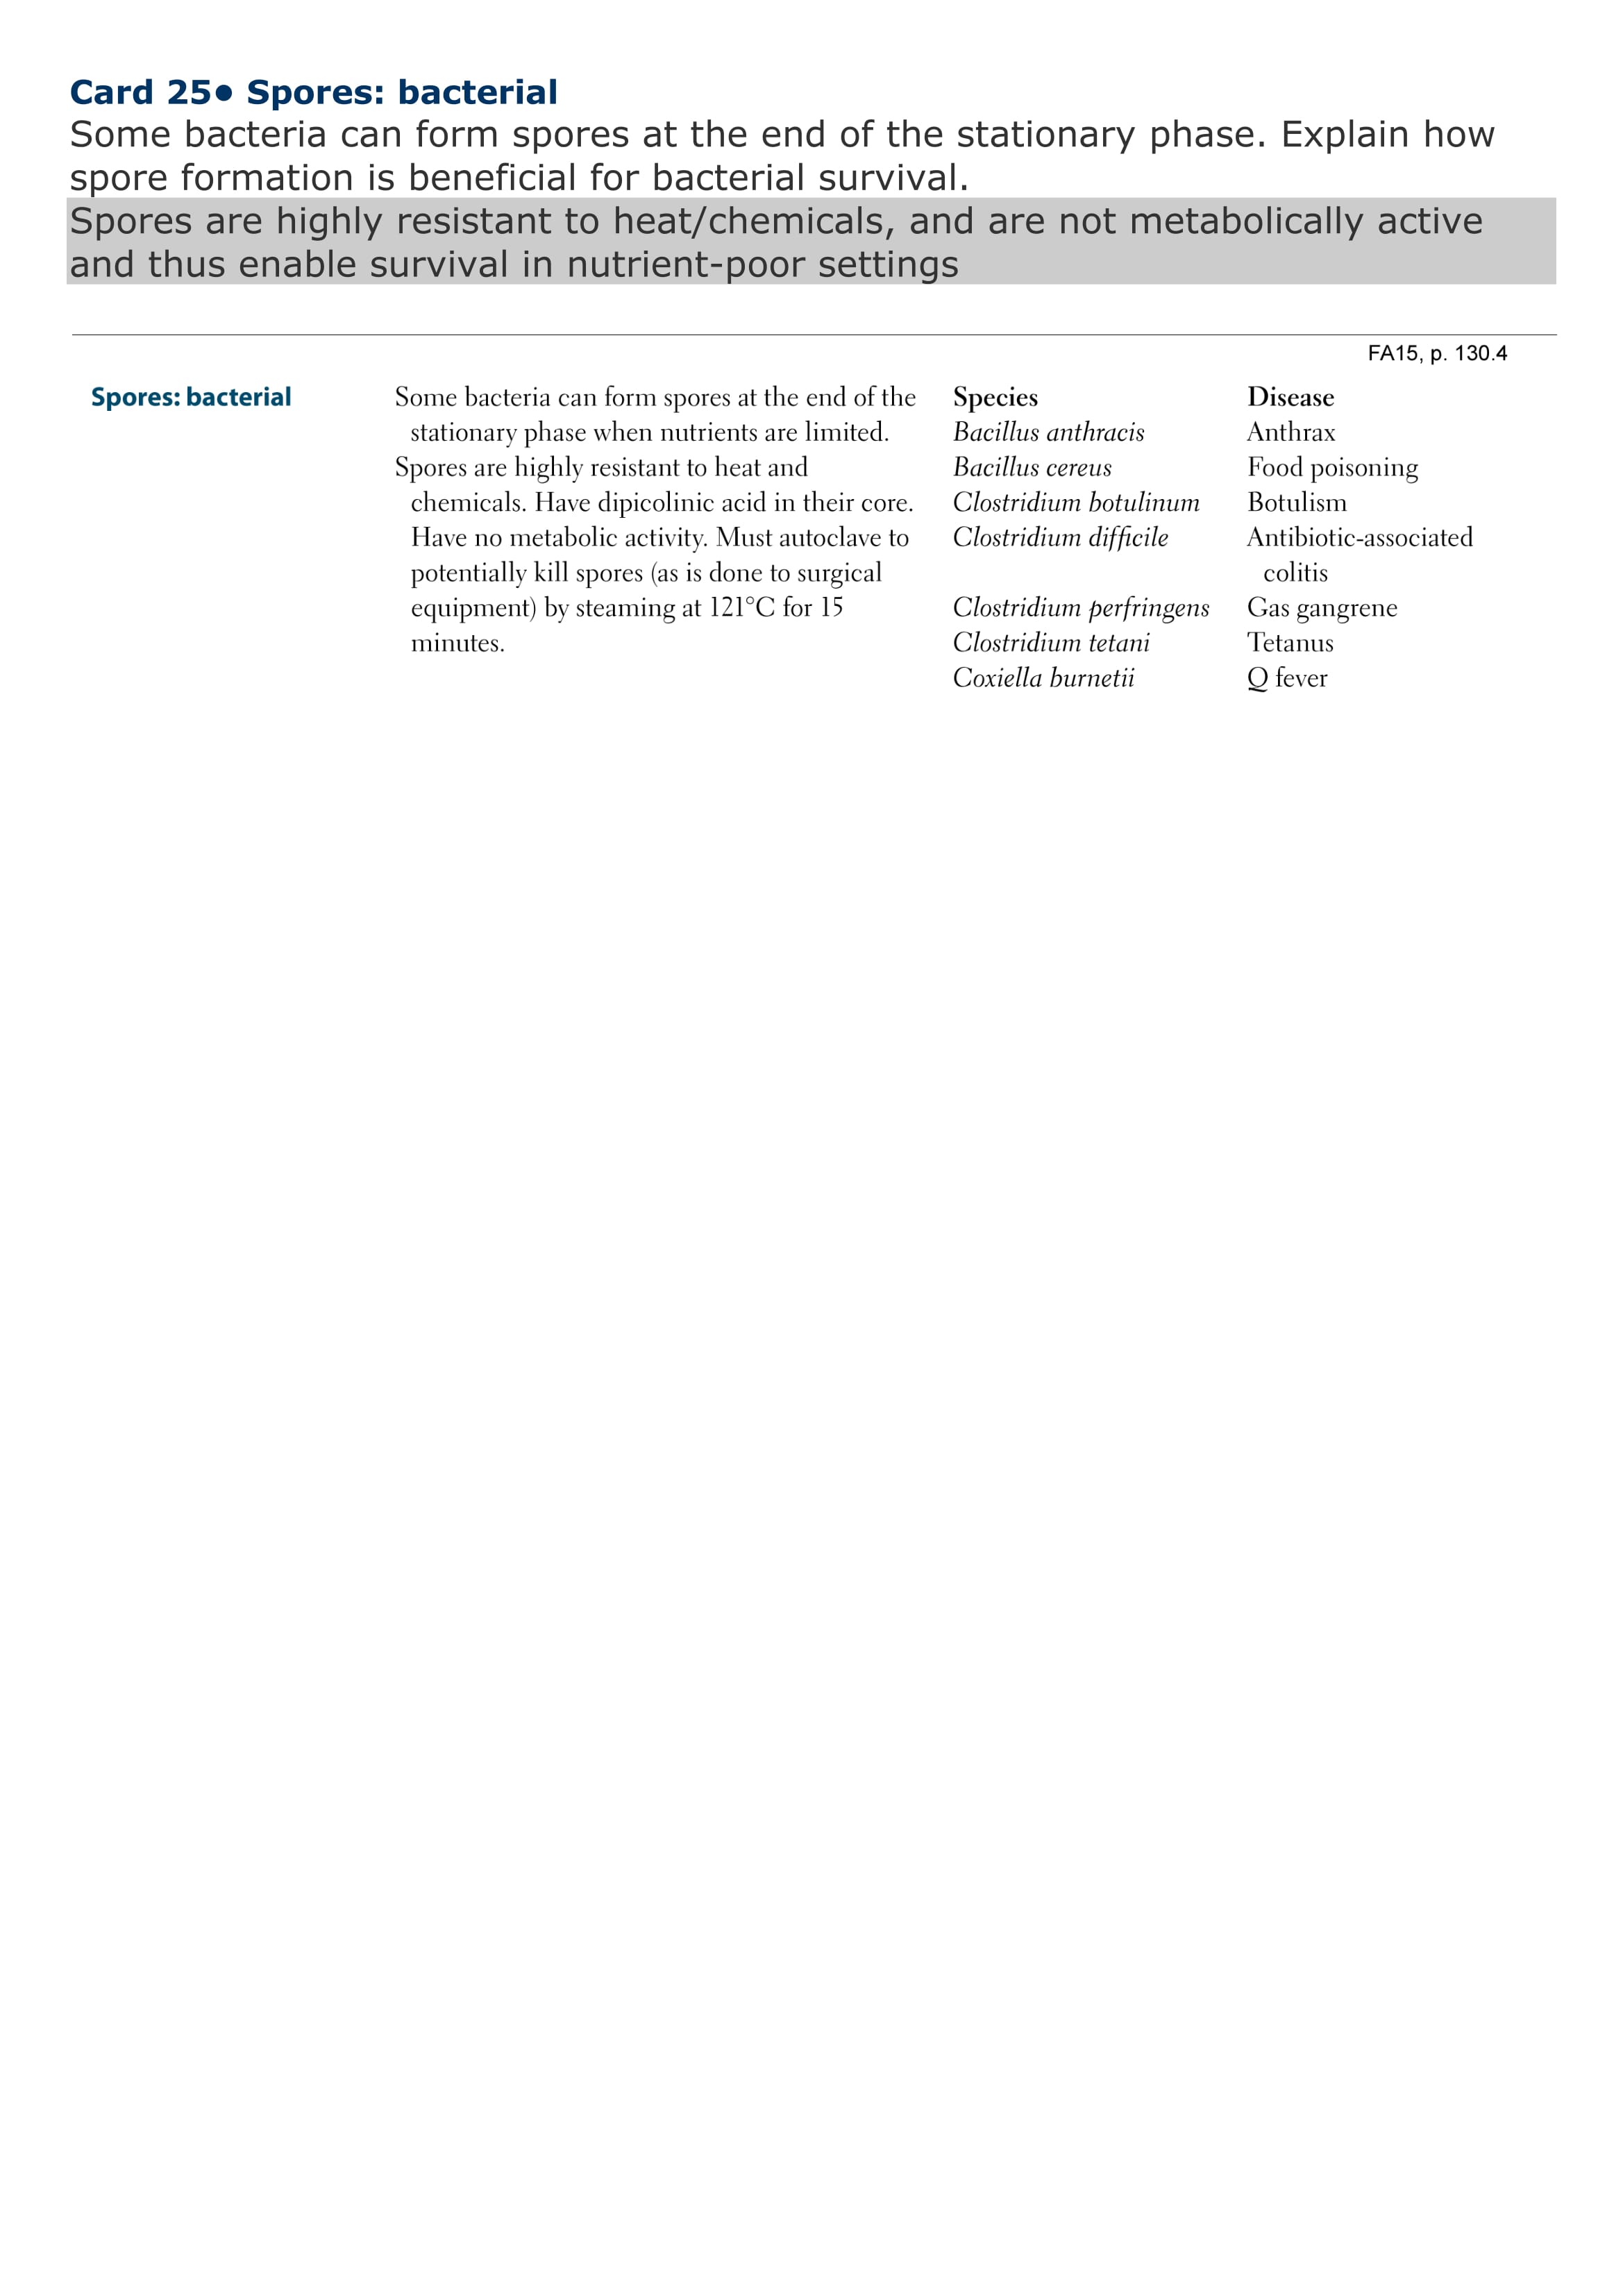 Card 25● Spores: bacterial
Some bacteria can form spores at the end of the stationary phase. Explain how
spore formation is beneficial for bacterial survival.
Spores are highly resistant to heat/chemicals, and are not metabolically active
and thus enable survival in nutrient-poor settings
FA15, p. 130.4
Spores: bacterial
Some bacteria can form spores at the end of the
stationary phase when nutrients are limited.
Spores are highly resistant to heat and
chemicals. Have dipicolinic acid in their core.
Have no metabolic activity. Must autoclave to
potentially kill spores (as is done to surgical
equipment) by steaming at 121°C for 15
minutes.
Species Disease
Bacillus anthracis Anthrax
Bacillus cereus Food poisoning
Clostridium botulinum Botulism
Clostridium difficile Antibiotic-associated
colitis
Clostridium perfringens Gas gangrene
Clostridium tetani Tetanus
Coxiella burnetii Q fever